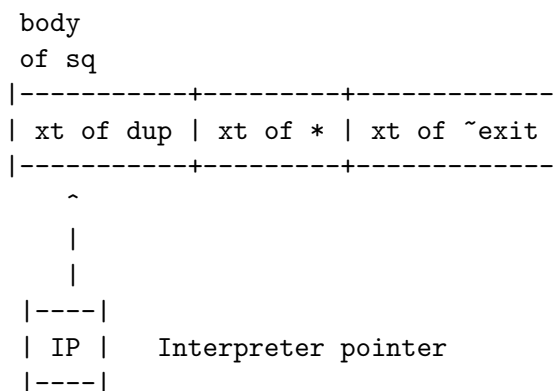 body
of sq
|-----------+---------+-------------
| xt of dup | xt of * | xt of ~exit
|-----------+---------+-------------
^
|
|
|----|
| IP | Interpreter pointer
|----|